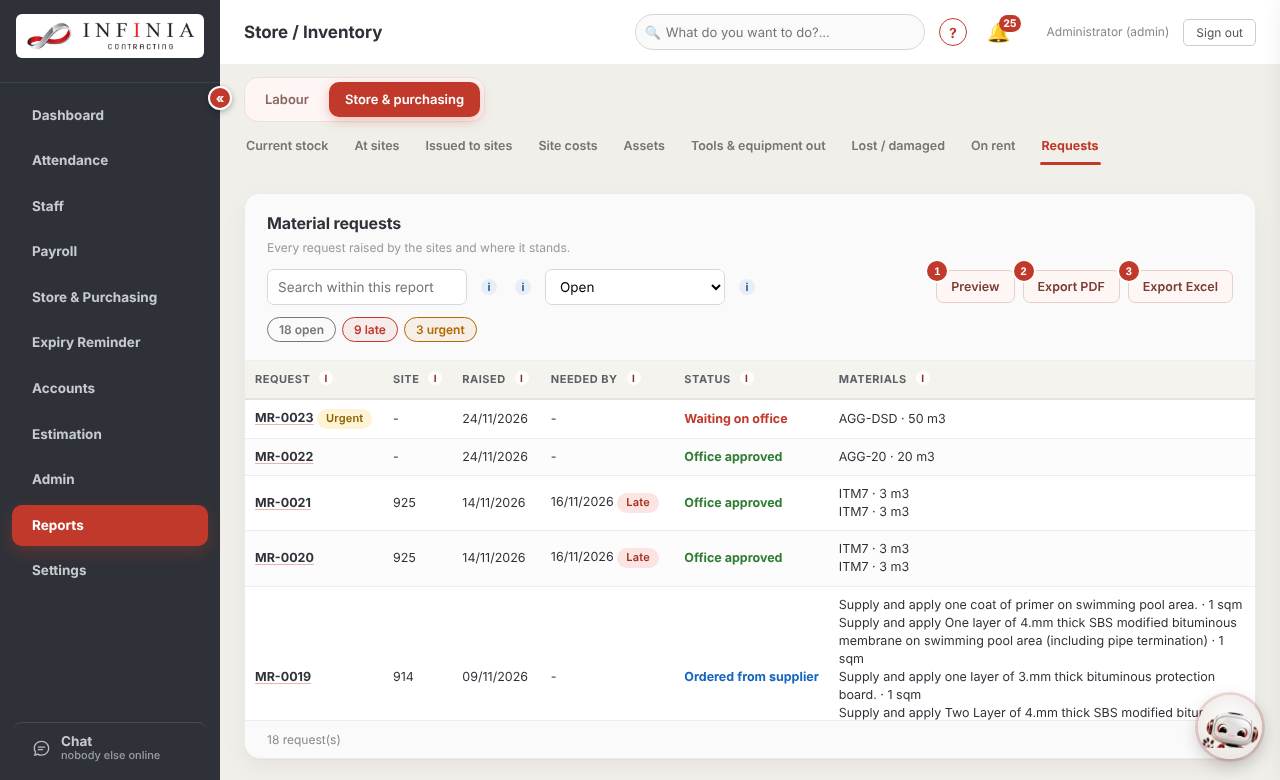 INFINIA
CONTRACTING
Store / Inventory
What do you want to do?...
?
25
Administrator (admin)
Sign out
«
Dashboard
Attendance
Staff
Payroll
Store & Purchasing
Expiry Reminder
Accounts
Estimation
Admin
Reports
Settings
Chat
nobody else online
Labour
Store & purchasing
Current stock
At sites
Issued to sites
Site costs
Assets
Tools & equipment out
Lost / damaged
On rent
Requests
Material requests
Every request raised by the sites and where it stands.
Search within this report
i
i
Open
i
1
Preview
2
Export PDF
3
Export Excel
18 open
9 late
3 urgent
REQUEST I SITE I RAISED I NEEDED BY I STATUS I MATERIALS I
MR-0023 Urgent - 24/11/2026 - Waiting on office AGG-DSD · 50 m3
MR-0022 - 24/11/2026 - Office approved AGG-20 · 20 m3
MR-0021 925 14/11/2026 16/11/2026 Late Office approved ITM7 · 3 m3
ITM7 · 3 m3
MR-0020 925 14/11/2026 16/11/2026 Late Office approved ITM7 · 3 m3
ITM7 · 3 m3
MR-0019 914 09/11/2026 - Ordered from supplier
Supply and apply one coat of primer on swimming pool area. · 1 sqm
Supply and apply One layer of 4.mm thick SBS modified bituminous
membrane on swimming pool area (including pipe termination) · 1
sqm
Supply and apply one layer of 3.mm thick bituminous protection
board. · 1 sqm
Supply and apply Two Layer of 4.mm thick SBS modified
18 request(s)